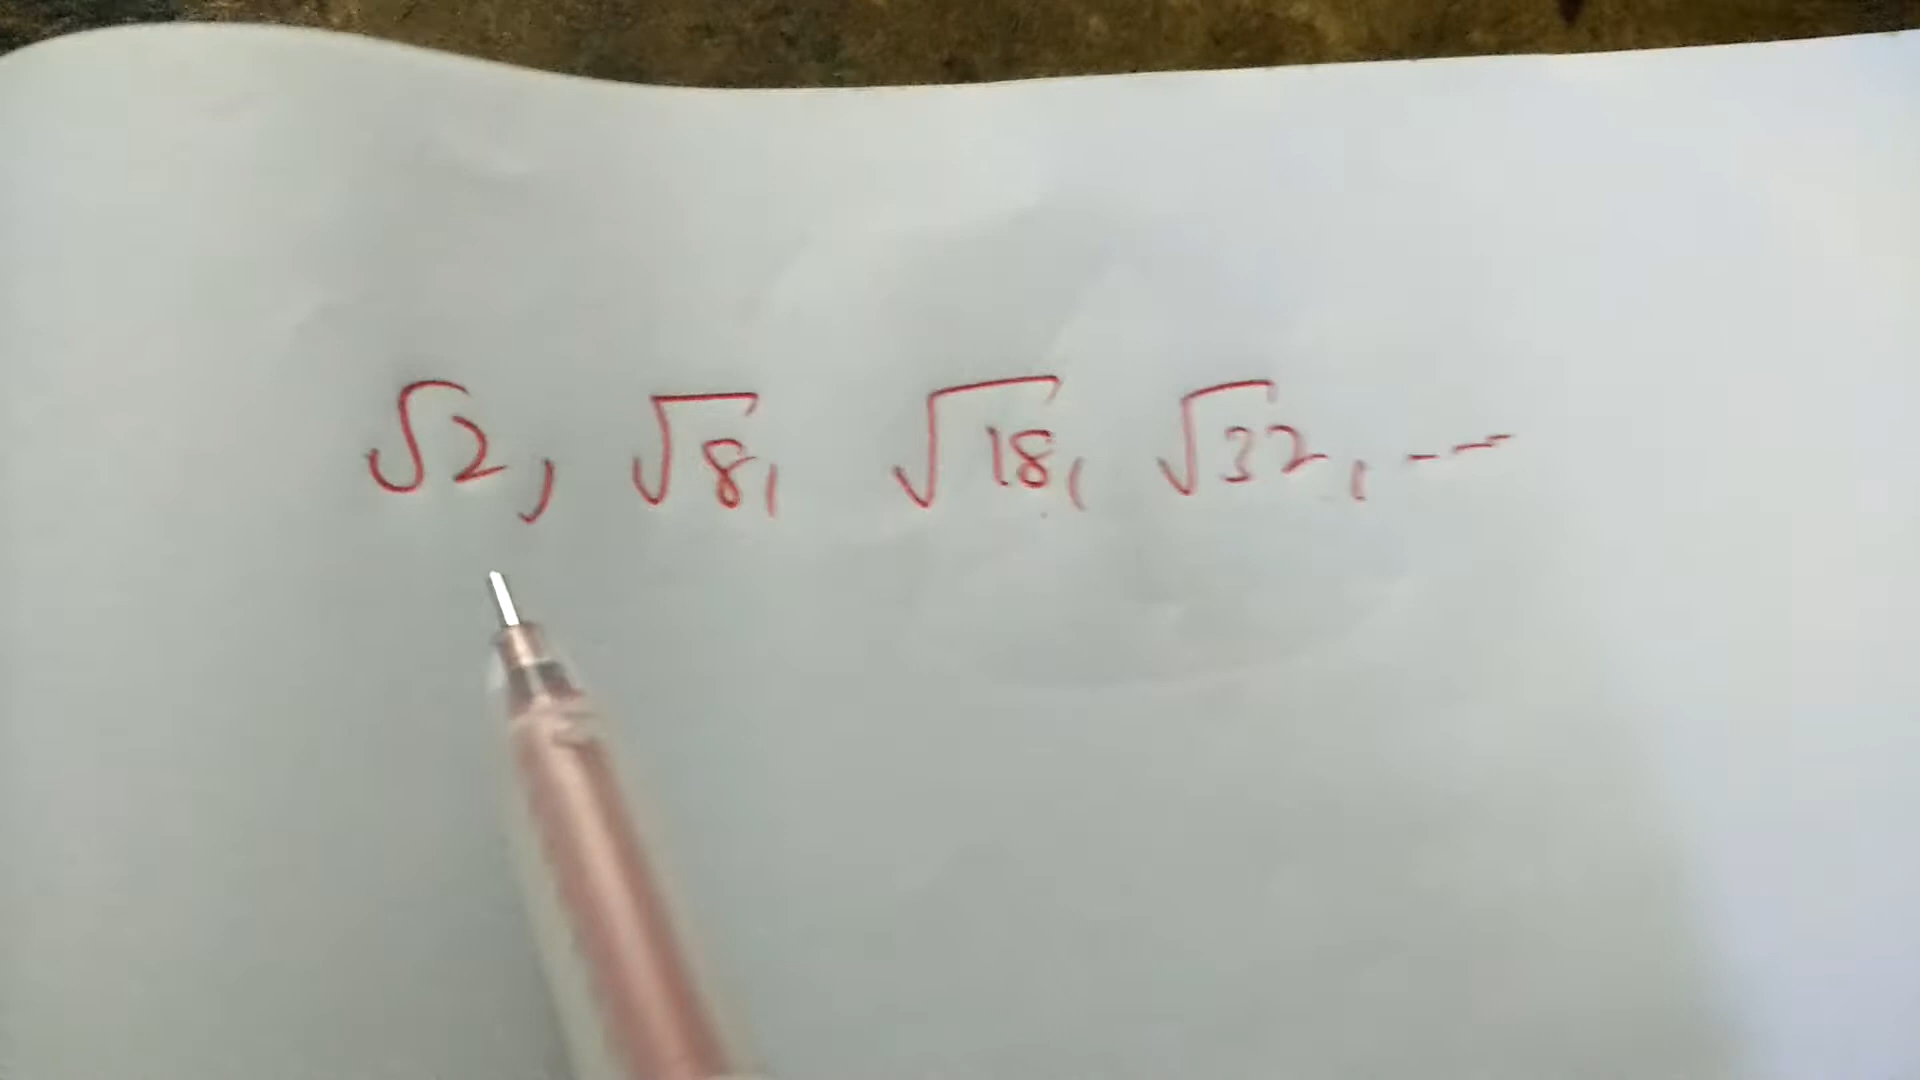 √2, √8, √18, √32, ---